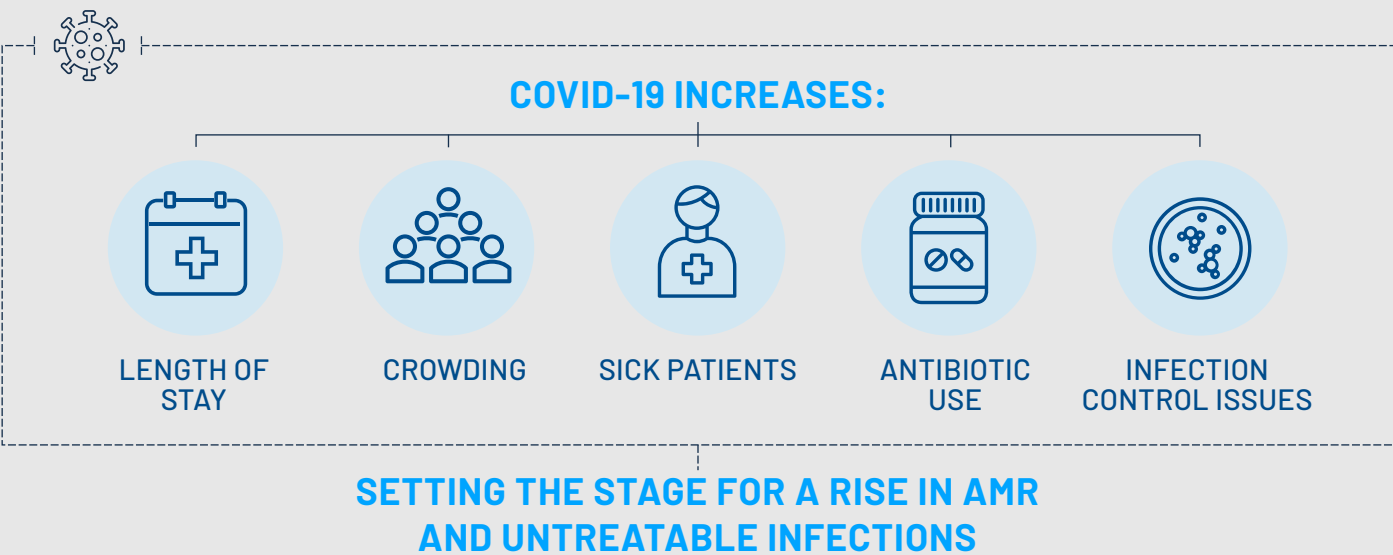 COVID-19 INCREASES:
LENGTH OF
STAY
CROWDING
SICK PATIENTS
ANTIBIOTIC
USE
INFECTION
CONTROL ISSUES
SETTING THE STAGE FOR A RISE IN AMR
AND UNTREATABLE INFECTIONS